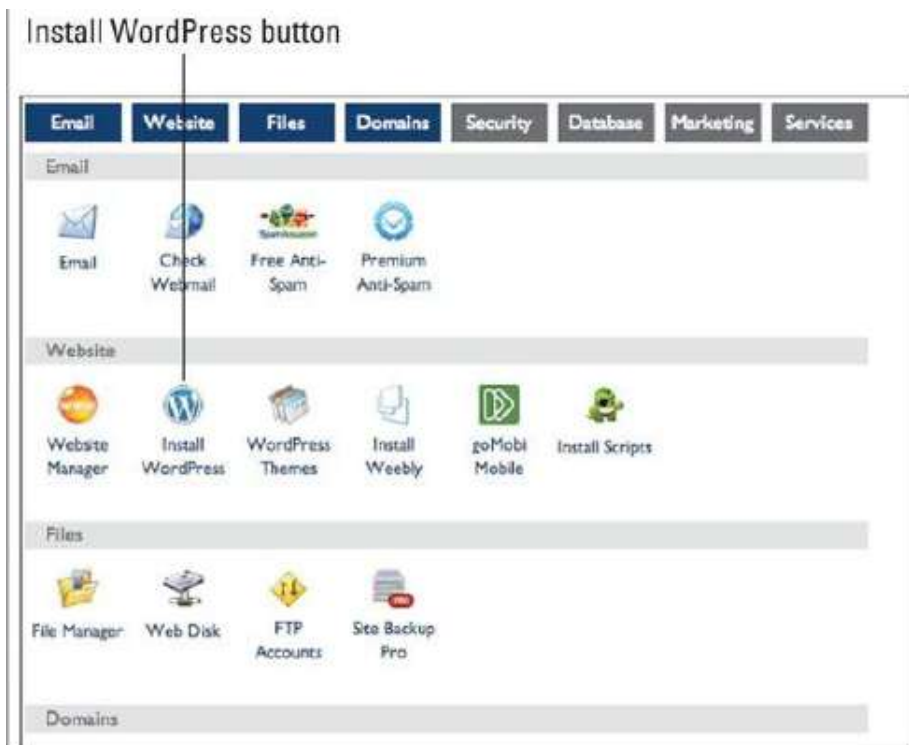 Install WordPress button
Email Website Files Domains Security Database Marketing Services
Email
Email
Check
Webmail
Free Anti-
Spam
Premium
Anti-Spam
Website
Website
Manager
Install
WordPress
WordPress
Themes
Install
Weebly
goMobi
Mobile
Install Scripts
Files
File Manager
Web Disk
FTP
Accounts
Site Backup
Pro
PRO
Domains